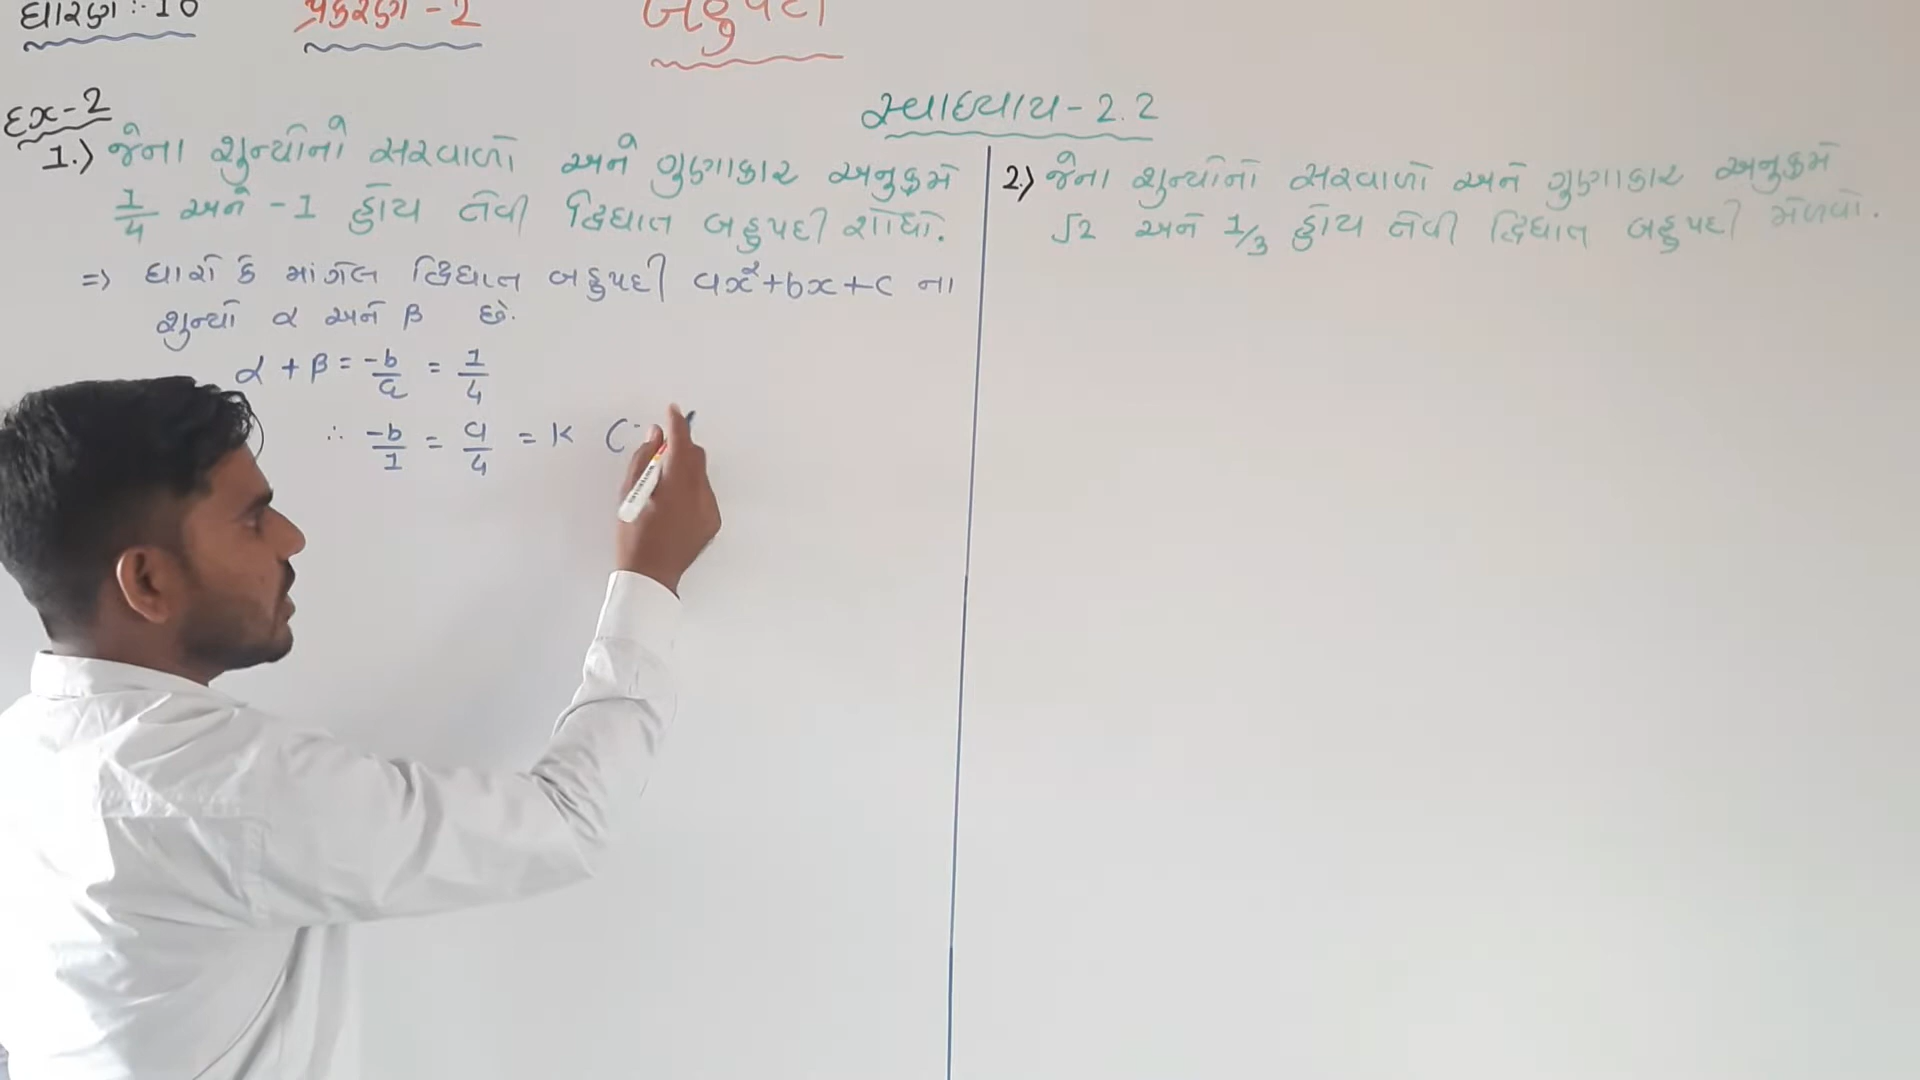 ધોરણ :- 10 પ્રકરણ - 2 બહુપદી
સ્વાધ્યાય - 2.2
Ex-2
1.) જેના શુન્યોનો સરવાળો અને ગુણાકાર અનુક્રમે
1/4 અને -1 હોય તેવી દ્વિઘાત બહુપદી શોધો.
=> ધારો કે માંગેલ દ્વિઘાત બહુપદી ax²+bx+c ના
શુન્યો α અને β છે.
α + β = -b/a = 1/4
∴ -b/1 = a/4 = K (
2.) જેના શુન્યોનો સરવાળો અને ગુણાકાર અનુક્રમે
√2 અને 1/3 હોય તેવી દ્વિઘાત બહુપદી મેળવો.